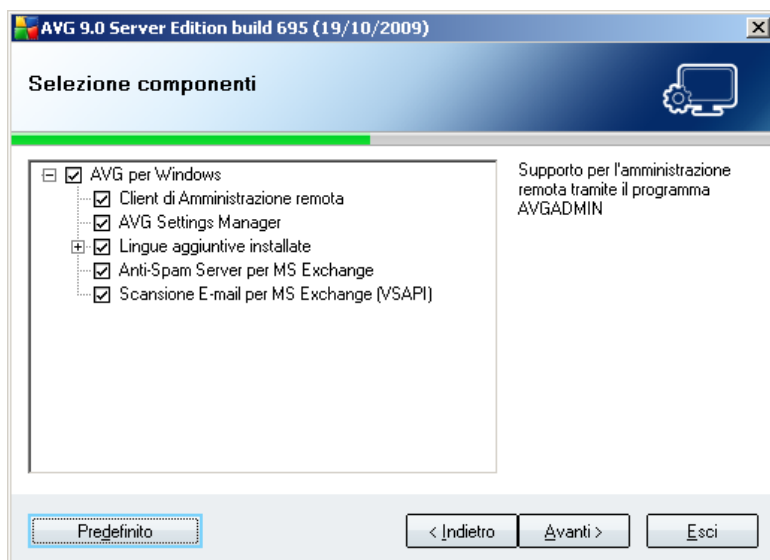 AVG 9.0 Server Edition build 695 (19/10/2009)
Selezione componenti
AVG per Windows
Client di Amministrazione remota
AVG Settings Manager
Lingue aggiuntive installate
Anti-Spam Server per MS Exchange
Scansione E-mail per MS Exchange (VSAPI)
Supporto per l'amministrazione
remota tramite il programma
AVGADMIN
Predefinito
< Indietro
Avanti >
Esci